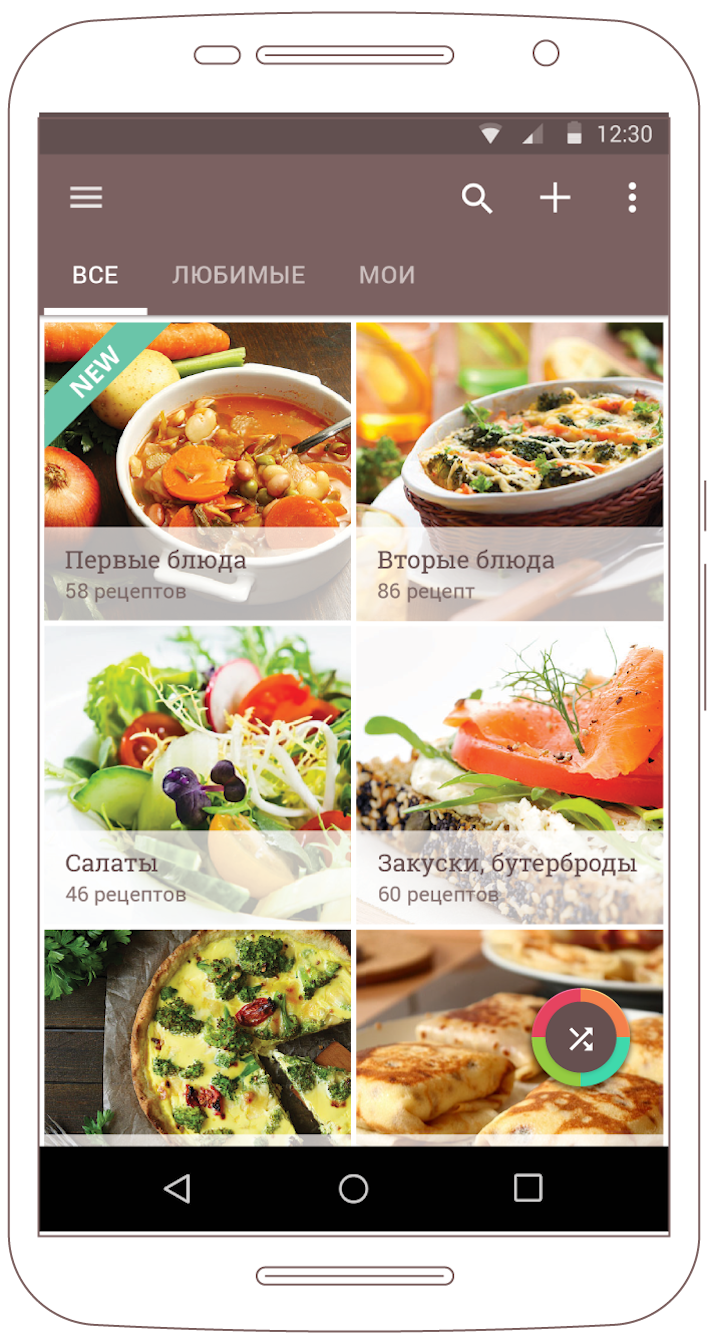 12:30
ВСЕ ЛЮБИМЫЕ МОИ
NEW
Первые блюда
58 рецептов
Вторые блюда
86 рецепт
Салаты
46 рецептов
Закуски, бутерброды
60 рецептов